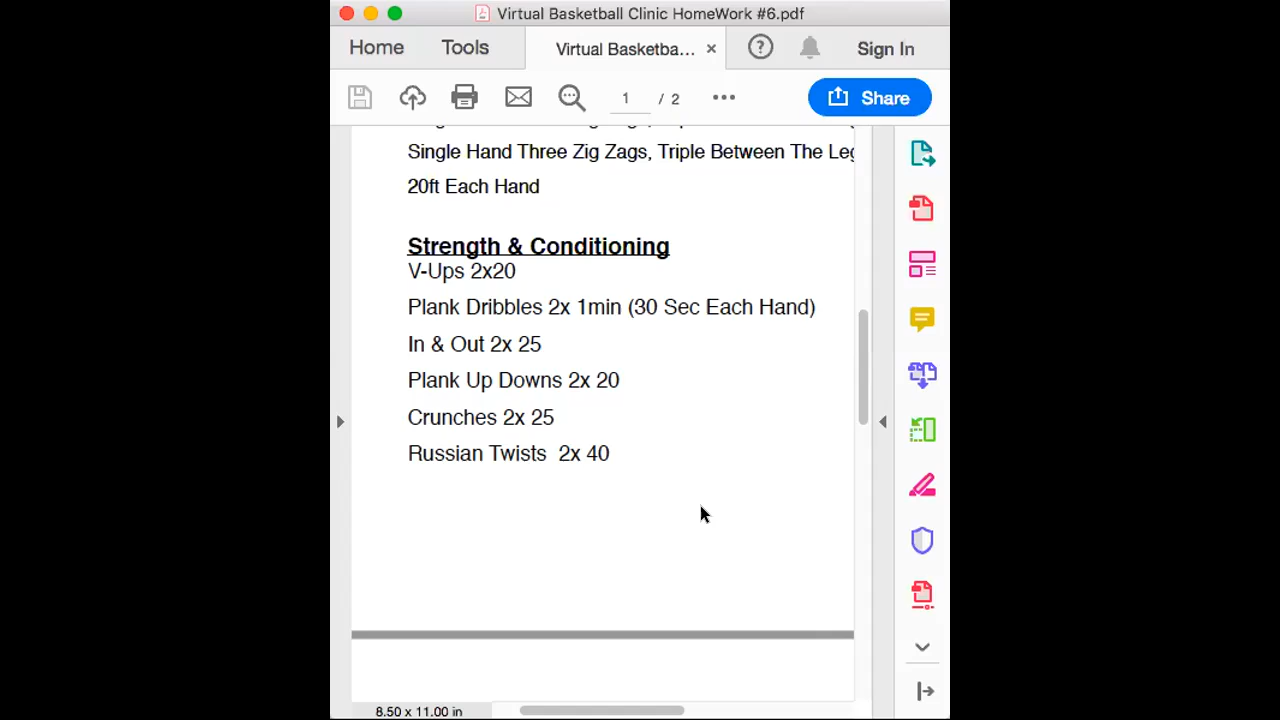 Virtual Basketball Clinic HomeWork #6.pdf
Home Tools Virtual Basketba... × ? Sign In
1 / 2 ••• Share
Single Hand Three Zig Zags, Triple Between The Leg
20ft Each Hand
Strength & Conditioning
V-Ups 2x20
Plank Dribbles 2x 1min (30 Sec Each Hand)
In & Out 2x 25
Plank Up Downs 2x 20
Crunches 2x 25
Russian Twists  2x 40
8.50 x 11.00 in